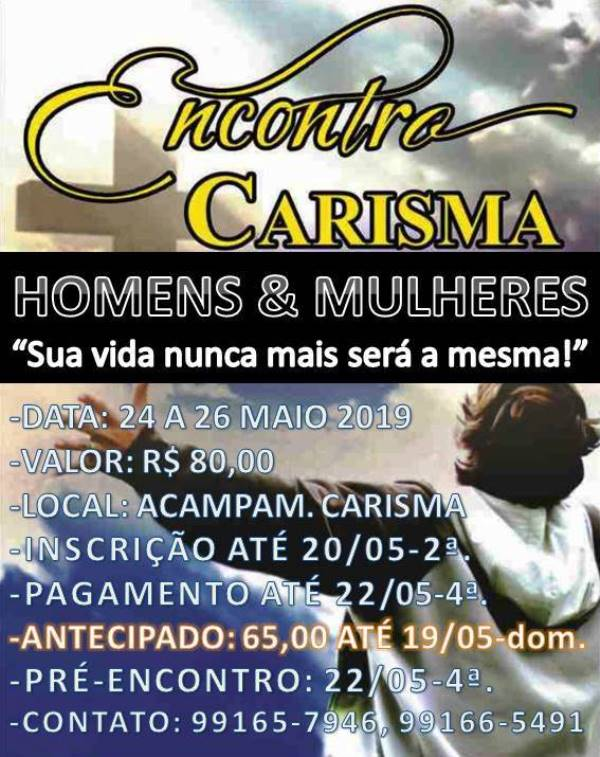 Encontro
CARISMA
HOMENS & MULHERES
“Sua vida nunca mais será a mesma!”
-DATA: 24 A 26 MAIO 2019
-VALOR: R$ 80,00
-LOCAL: ACAMPAM. CARISMA
-INSCRIÇÃO ATÉ 20/05-2ª.
-PAGAMENTO ATÉ 22/05-4ª.
-ANTECIPADO: 65,00 ATÉ 19/05-dom.
-PRÉ-ENCONTRO: 22/05-4ª.
-CONTATO: 99165-7946, 99166-5491